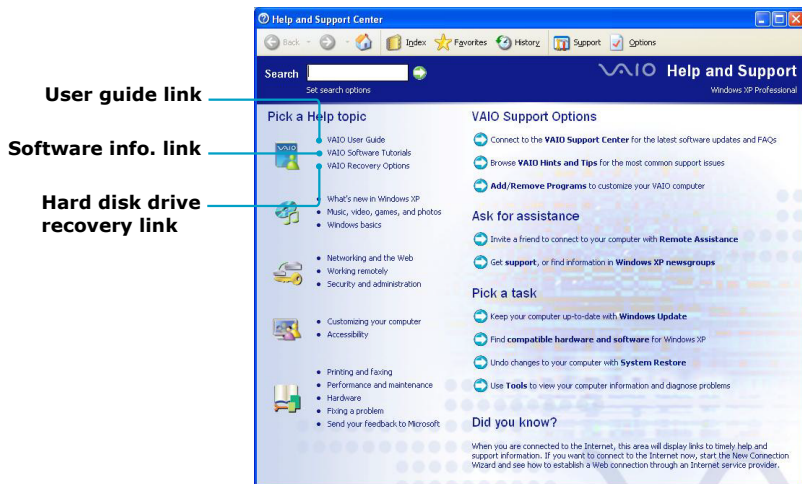 Help and Support Center
Back
Index
Favorites
History
Support
Options
Search
Set search options
VAIO Help and Support
Windows XP Professional
User guide link
Software info. link
Hard disk drive
recovery link
Pick a Help topic
VAIO
VAIO User Guide
VAIO Software Tutorials
VAIO Recovery Options
What's new in Windows XP
Music, video, games, and photos
Windows basics
Networking and the Web
Working remotely
Security and administration
Customizing your computer
Accessibility
Printing and faxing
Performance and maintenance
Hardware
Fixing a problem
Send your feedback to Microsoft
VAIO Support Options
Connect to the VAIO Support Center for the latest software updates and FAQs
Browse VAIO Hints and Tips for the most common support issues
Add/Remove Programs to customize your VAIO computer
Ask for assistance
Invite a friend to connect to your computer with Remote Assistance
Get support, or find information in Windows XP newsgroups
Pick a task
Keep your computer up-to-date with Windows Update
Find compatible hardware and software for Windows XP
Undo changes to your computer with System Restore
Use Tools to view your computer information and diagnose problems
Did you know?
When you are connected to the Internet, this area will display links to timely help and
support information. If you want to connect to the Internet now, start the New Connection
Wizard and see how to establish a Web connection through an Internet service provider.